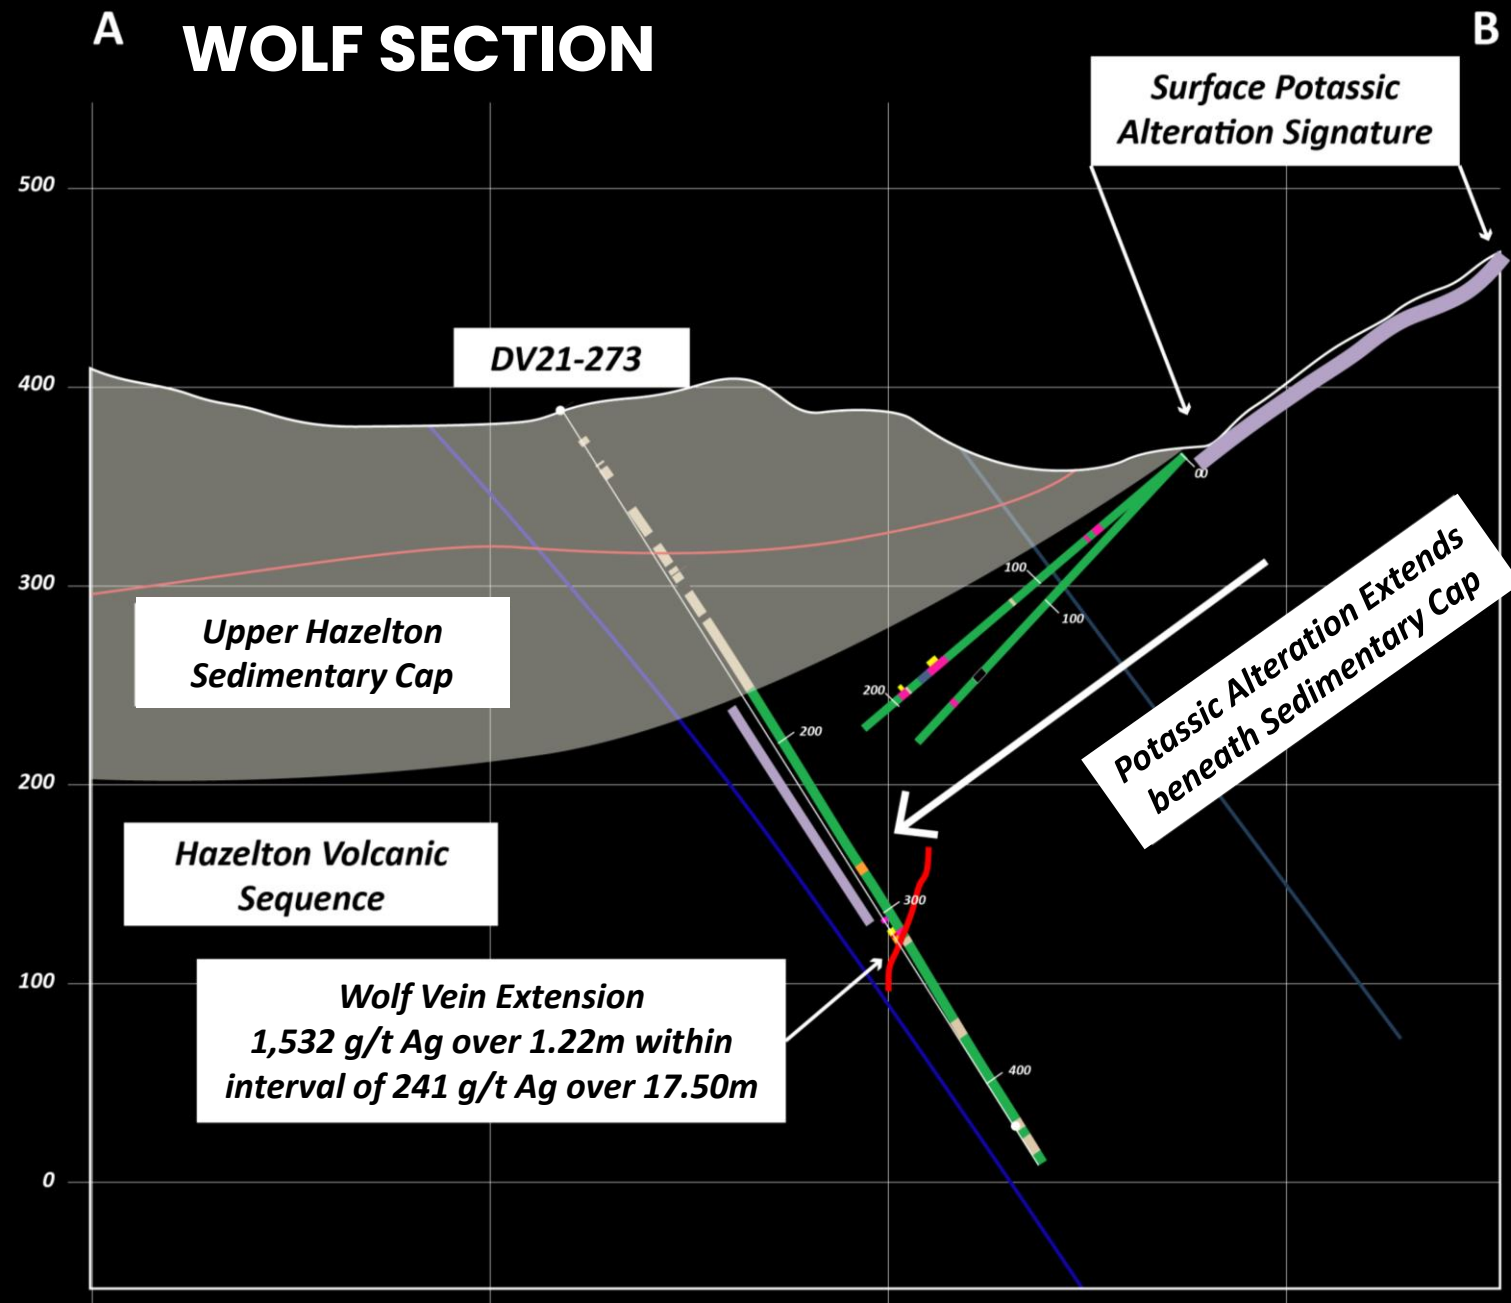 A
WOLF SECTION
B
Surface Potassic
Alteration Signature
500
DV21-273
400
00
300
100
100
Upper Hazelton
Sedimentary Cap
Potassic Alteration Extends
beneath Sedimentary Cap
200
200
200
Hazelton Volcanic
Sequence
300
100
Wolf Vein Extension
1,532 g/t Ag over 1.22m within
interval of 241 g/t Ag over 17.50m
400
0